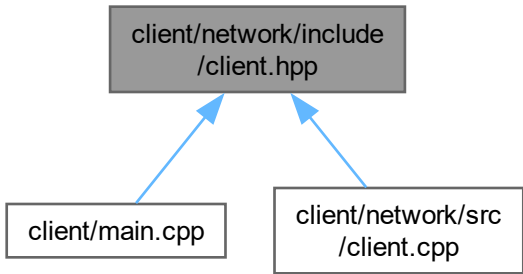 client/network/include
/client.hpp
client/main.cpp
client/network/src
/client.cpp